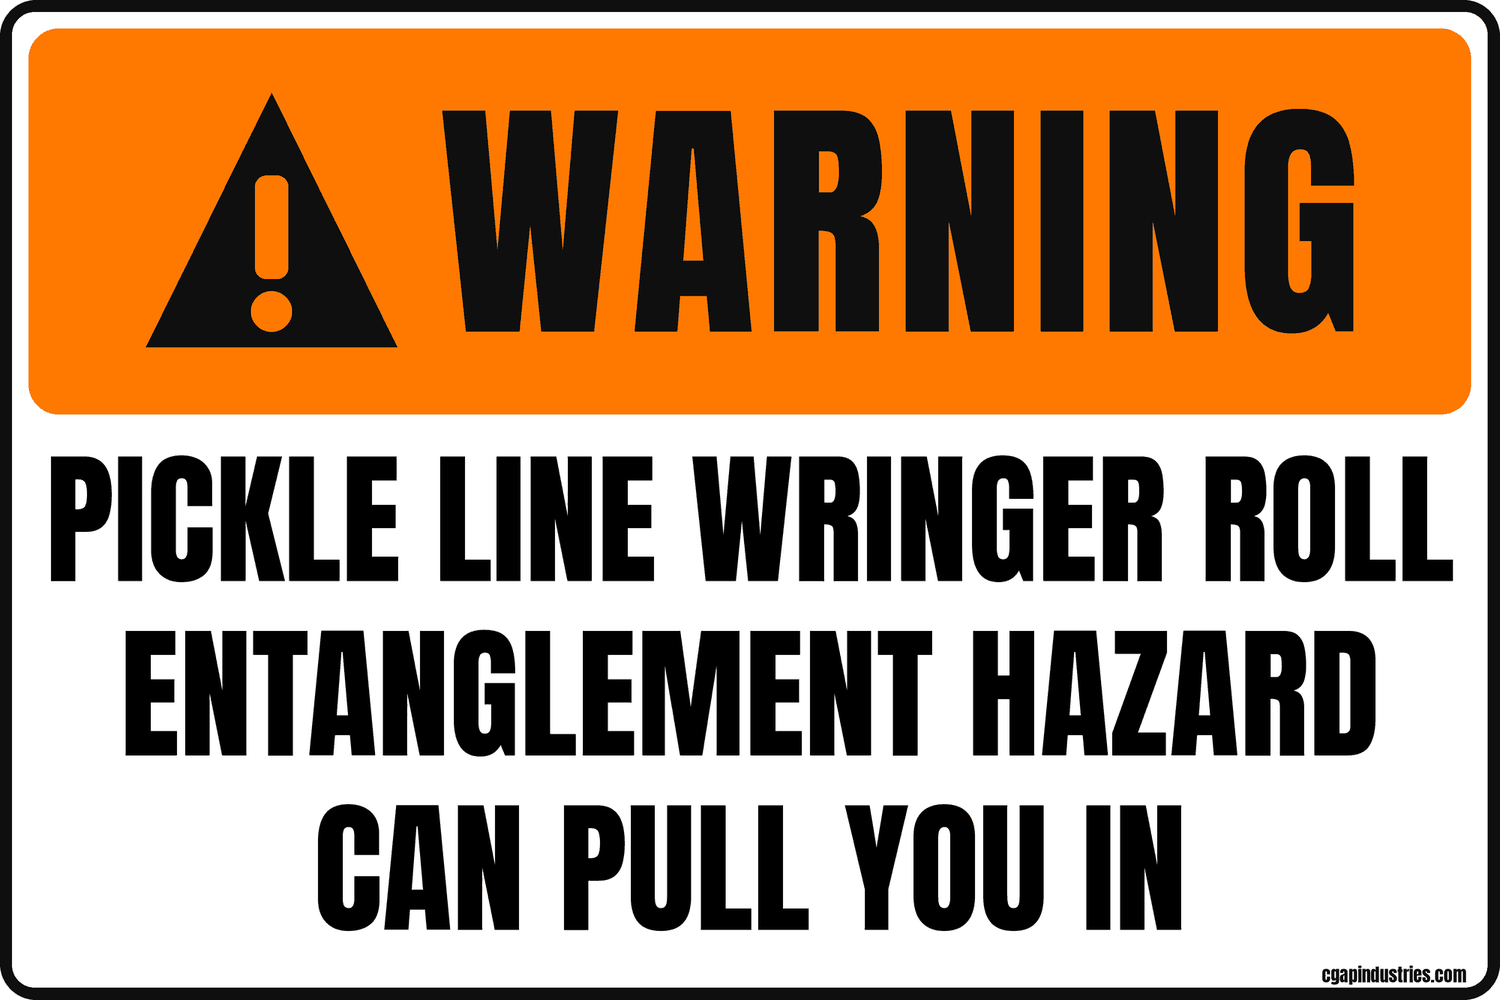 WARNING
PICKLE LINE WRINGER ROLL
ENTANGLEMENT HAZARD
CAN PULL YOU IN
cgapindustries.com